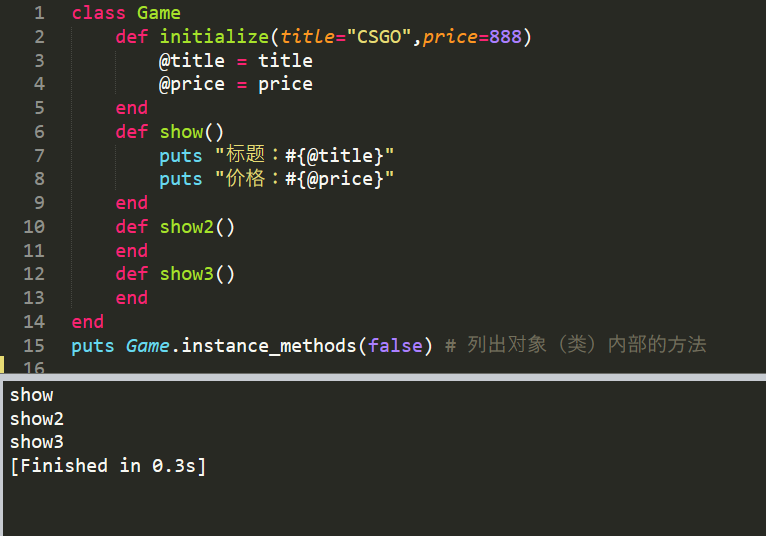 1 class Game
2     def initialize(title="CSGO",price=888)
3         @title = title
4         @price = price
5     end
6     def show()
7         puts "标题：#{@title}"
8         puts "价格：#{@price}"
9     end
10     def show2()
11     end
12     def show3()
13     end
14 end
15 puts Game.instance_methods(false) # 列出对象（类）内部的方法
16
show
show2
show3
[Finished in 0.3s]